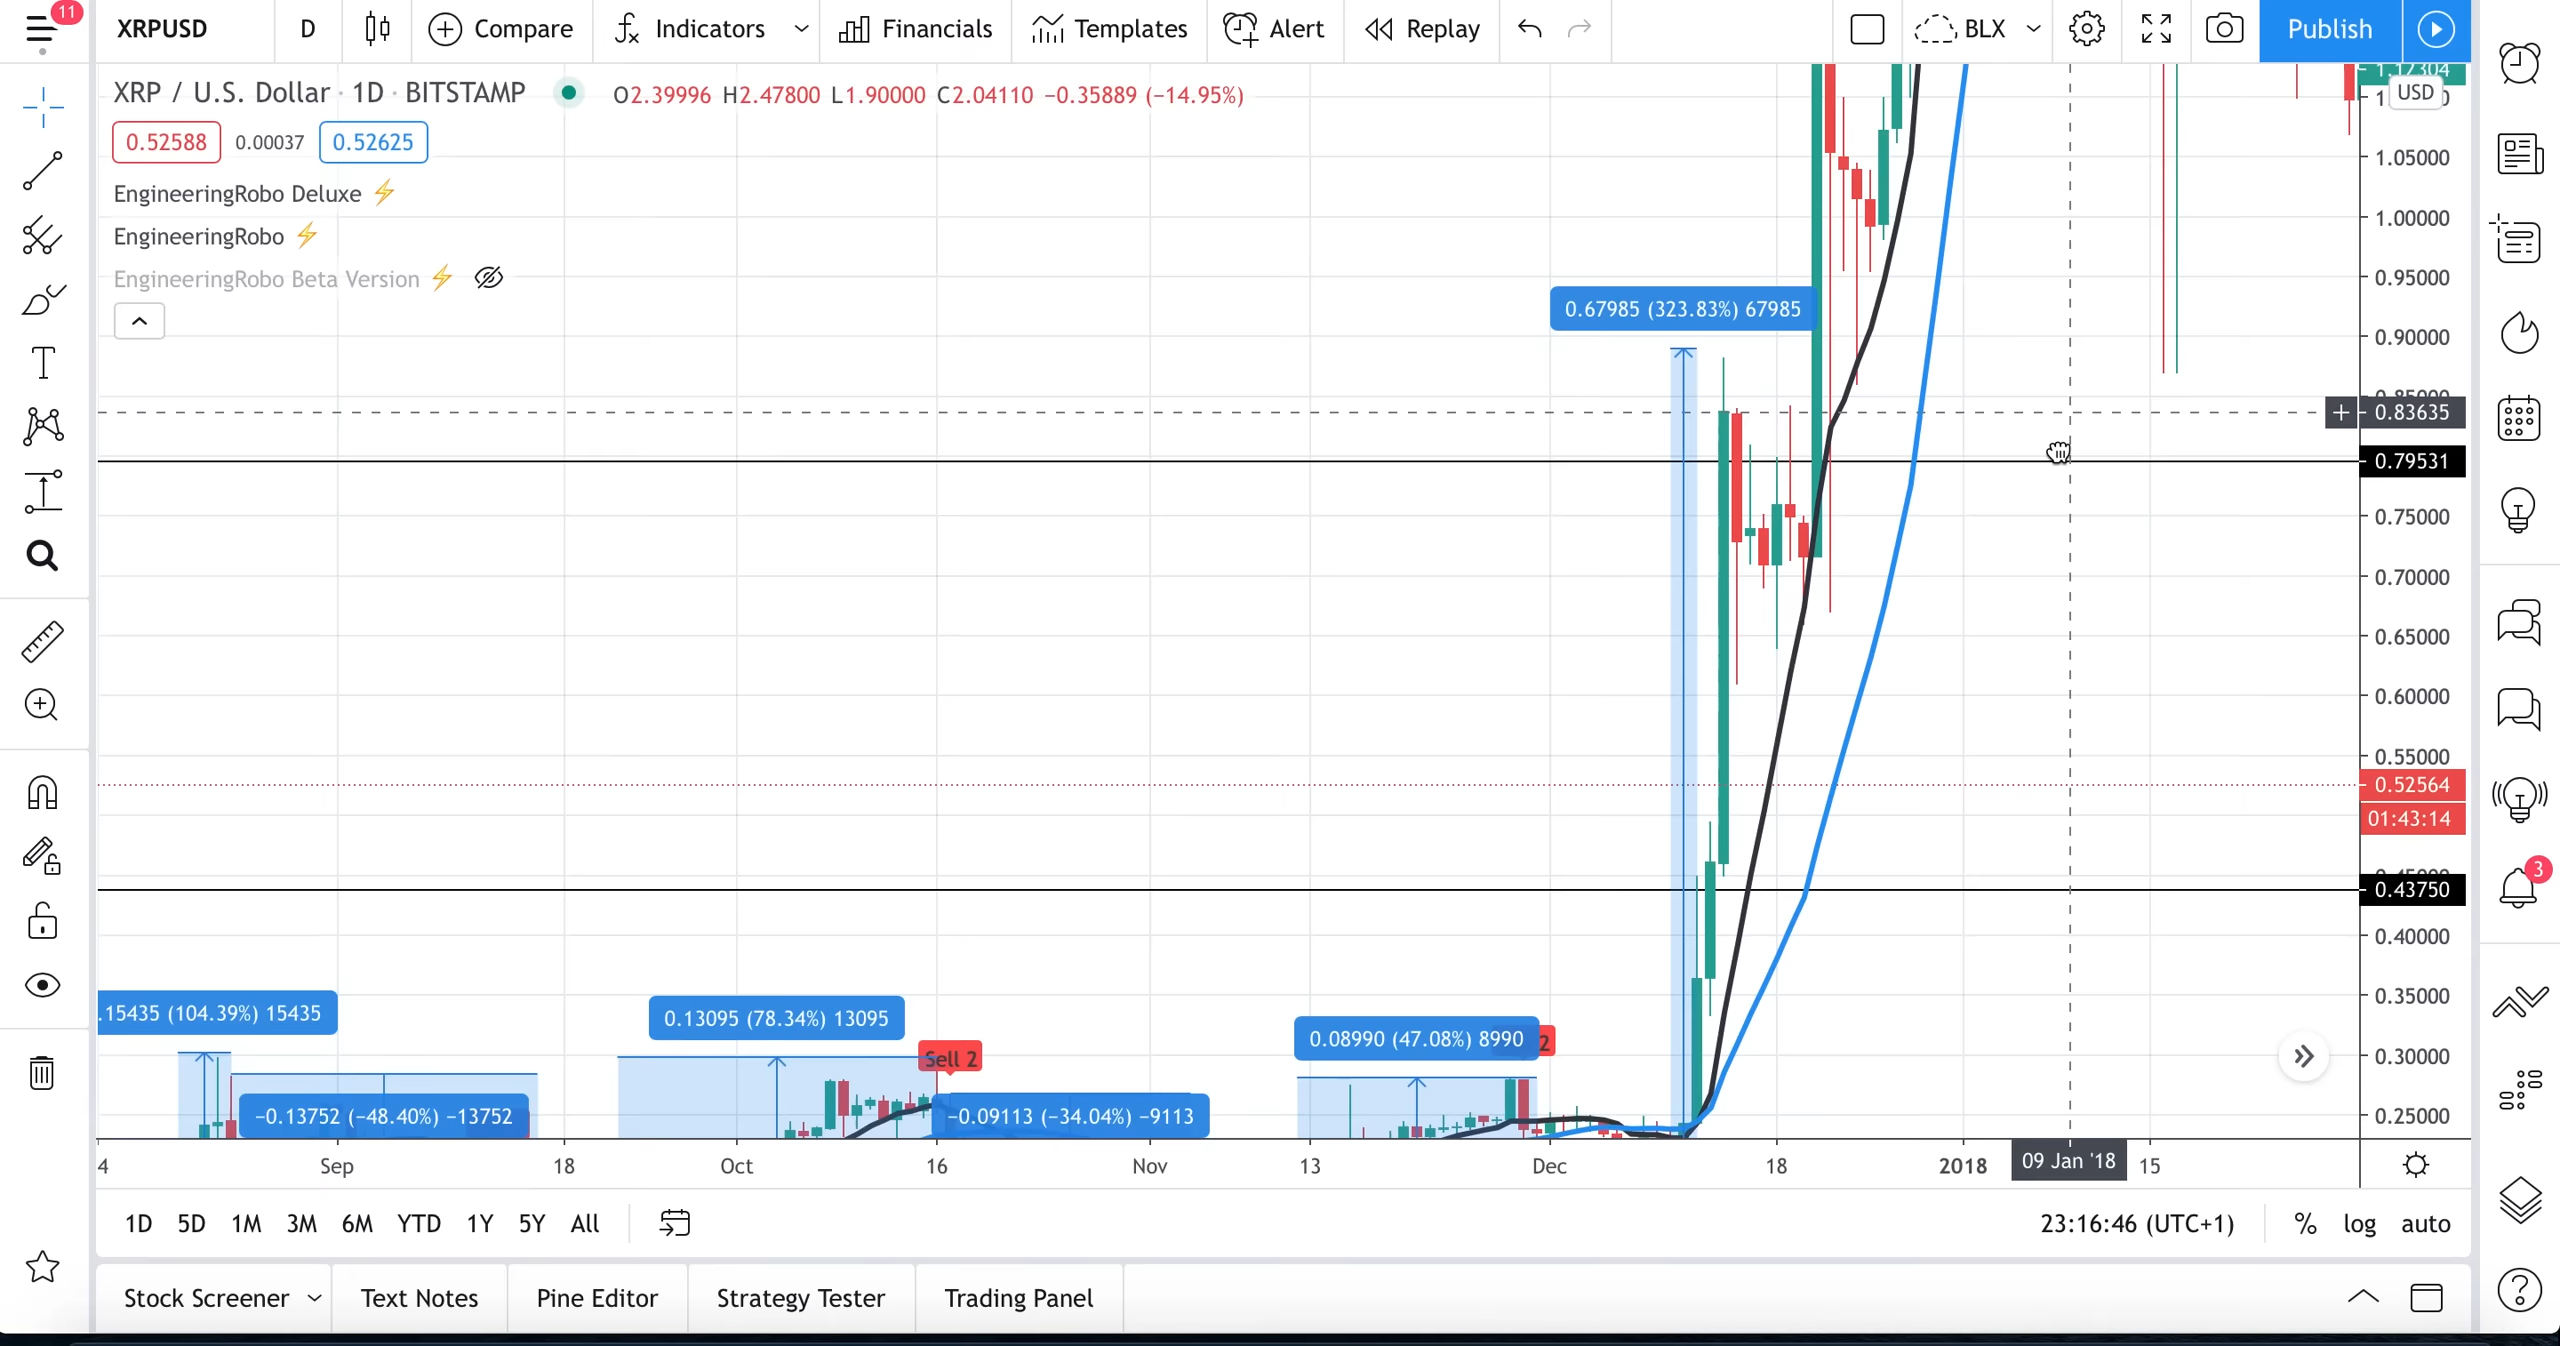 11
XRPUSD D Compare Indicators Financials Templates Alert Replay BLX Publish
XRP / U.S. Dollar · 1D · BITSTAMP O2.39996 H2.47800 L1.90000 C2.04110 −0.35889 (−14.95%)
0.52588 0.00037 0.52625
EngineeringRobo Deluxe
EngineeringRobo
EngineeringRobo Beta Version
1.12304
USD
1.05000
1.00000
0.95000
0.67985 (323.83%) 67985
0.90000
0.83635
0.79531
0.75000
0.70000
0.65000
0.60000
0.55000
0.52564
01:43:14
3
0.43750
0.40000
0.35000
.15435 (104.39%) 15435
0.13095 (78.34%) 13095
0.08990 (47.08%) 8990
2
Sell 2
0.30000
−0.13752 (−48.40%) −13752
−0.09113 (−34.04%) −9113
0.25000
4 Sep 18 Oct 16 Nov 13 Dec 18 2018 09 Jan '18 15
1D 5D 1M 3M 6M YTD 1Y 5Y All 23:16:46 (UTC+1) % log auto
Stock Screener Text Notes Pine Editor Strategy Tester Trading Panel